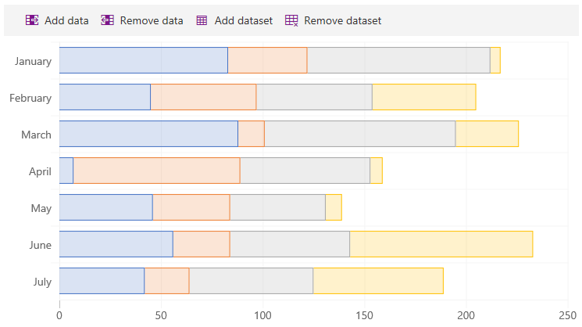 Add data Remove data Add dataset Remove dataset
January
February
March
April
May
June
July
0 50 100 150 200 250